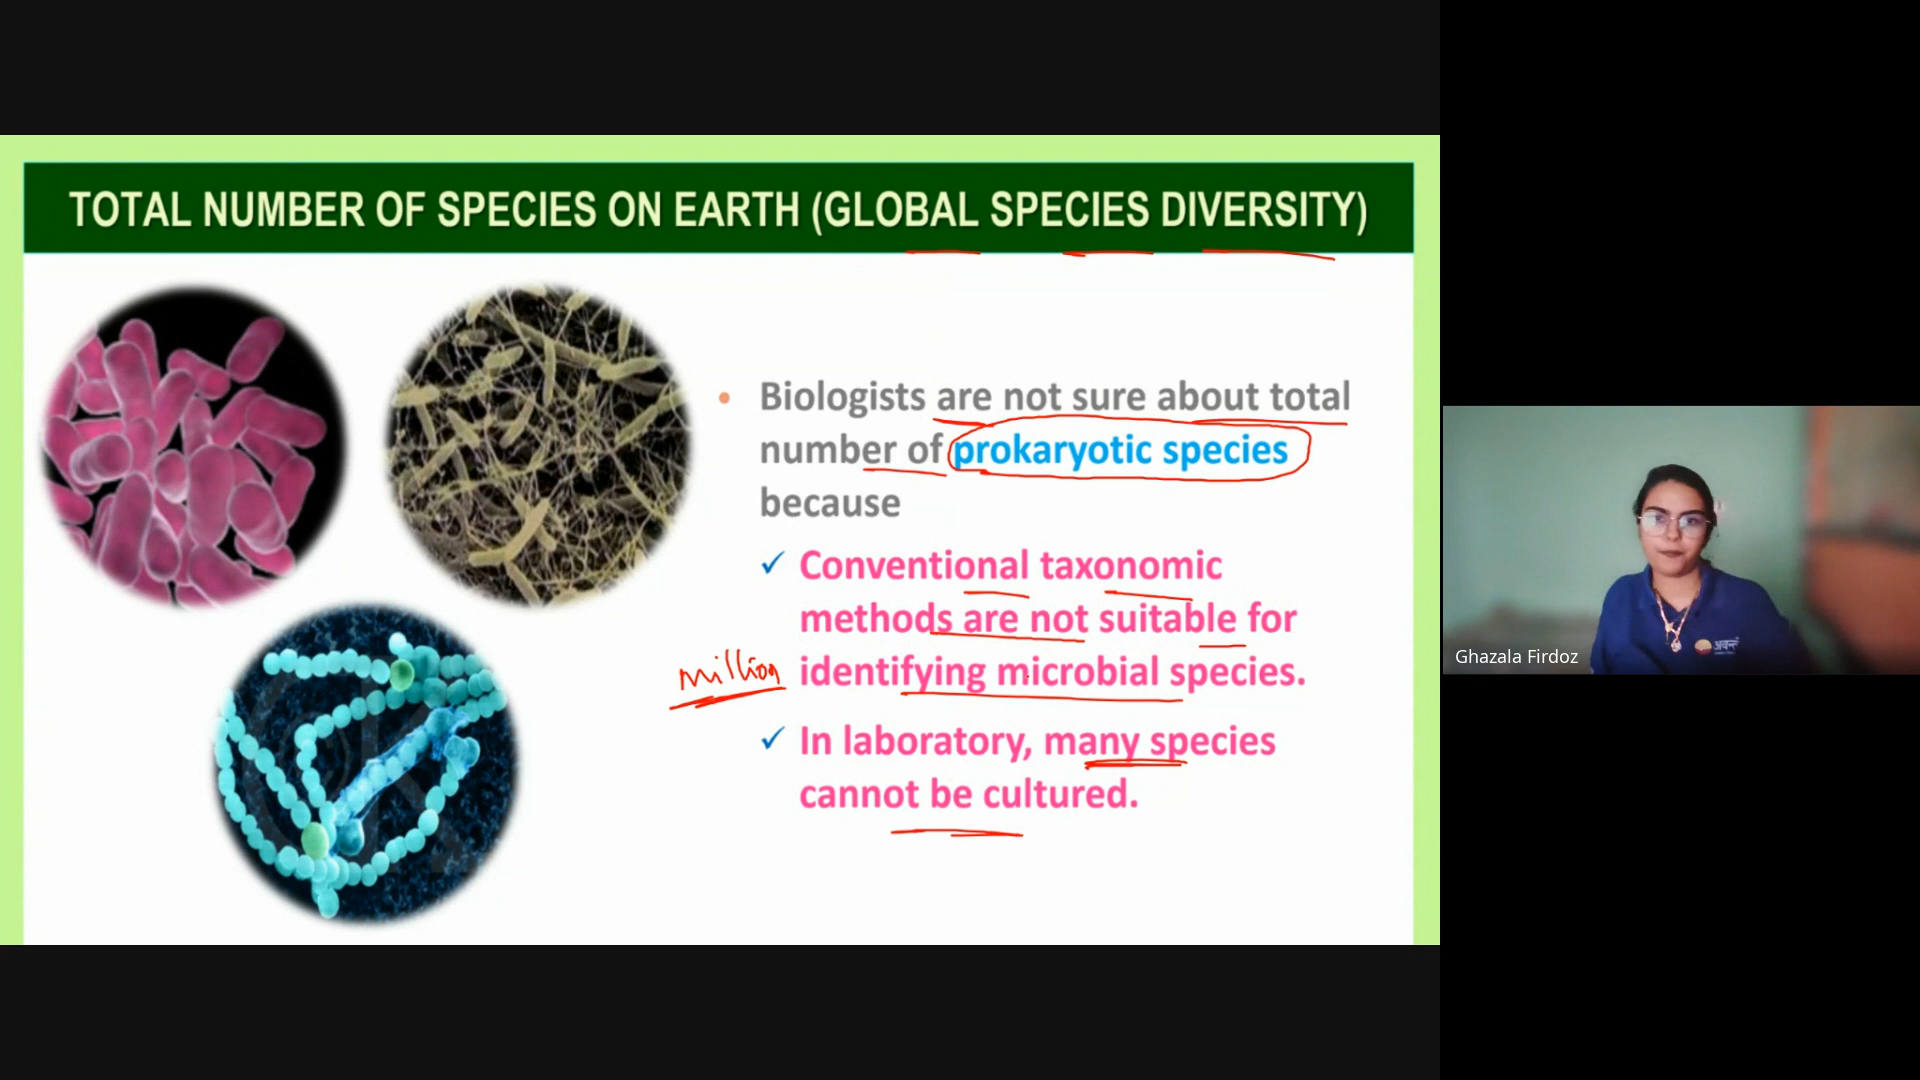 TOTAL NUMBER OF SPECIES ON EARTH (GLOBAL SPECIES DIVERSITY)
• Biologists are not sure about total
number of prokaryotic species
because
✓ Conventional taxonomic
methods are not suitable for
million
identifying microbial species.
✓ In laboratory, many species
cannot be cultured.
Ghazala Firdoz